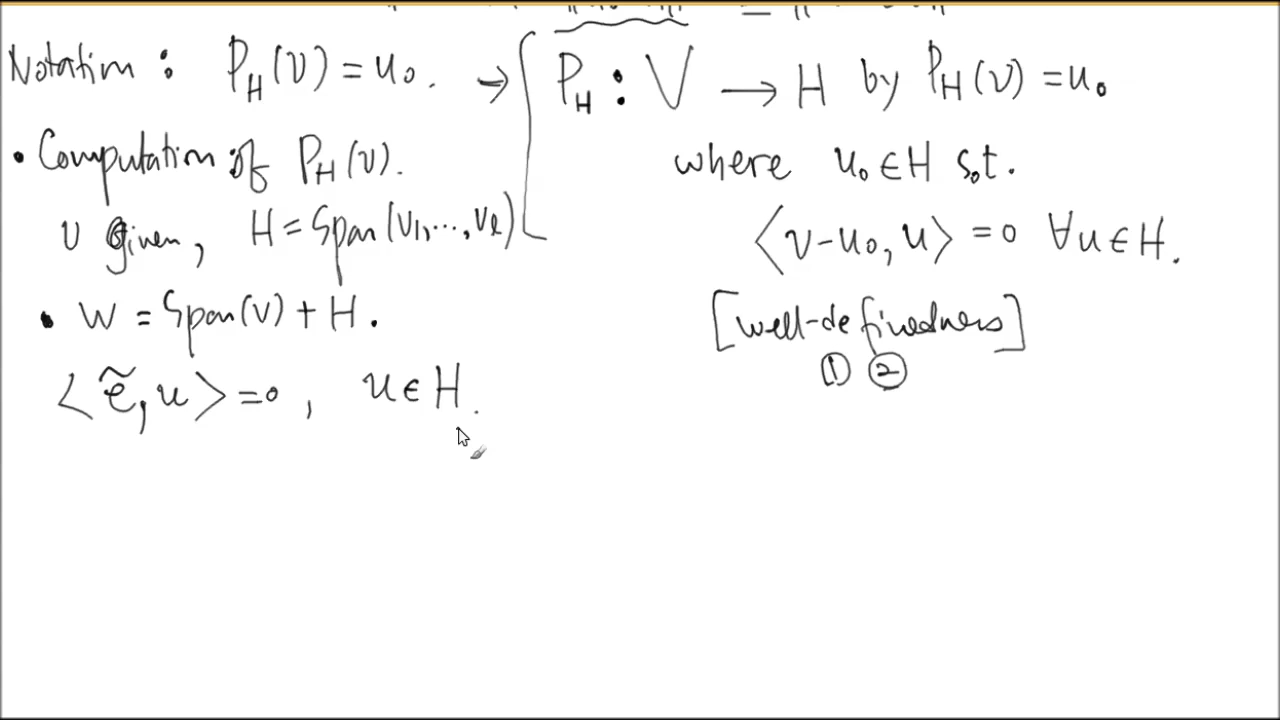 Notation : P_H(v) = u₀ . → P_H : V → H by P_H(v) = u₀
• Computation of P_H(v).
where u₀ ∈ H s.t.
v given, H = Span(v₁, ..., v_ℓ)
⟨v - u₀, u⟩ = 0 ∀u ∈ H.
• W = Span(v) + H .
[well-definedness]
① ②
⟨ẽ, u⟩ = 0 , u ∈ H .